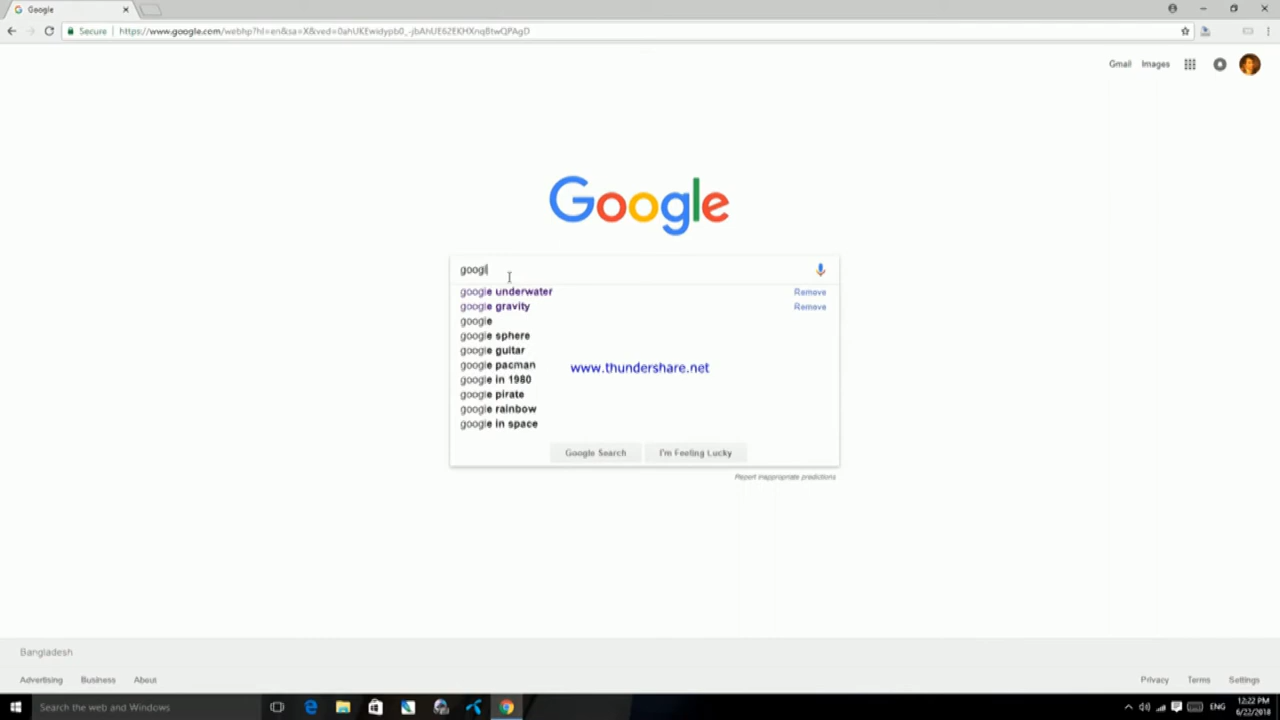 Google
Secure
Gmail Images
Google
googl
google underwater Remove
google gravity Remove
google
google sphere
google guitar
google pacman
www.thundershare.net
google in 1980
google pirate
google rainbow
google in space
Google Search I'm Feeling Lucky
Report inappropriate predictions
Bangladesh
Advertising Business About Privacy Terms Settings
Search the web and Windows ENG 12:22 PM
6/22/2018